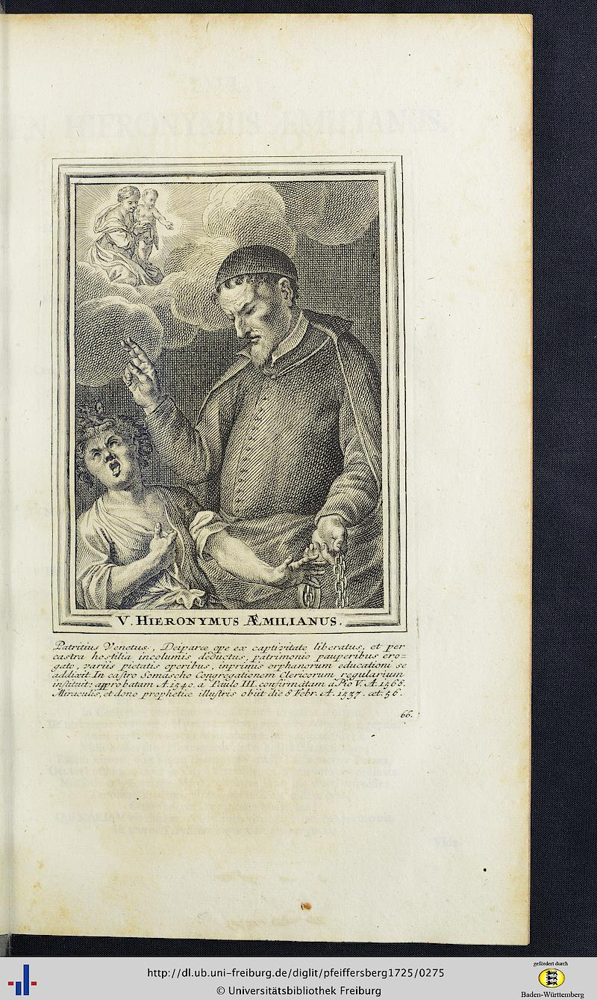 V. HIERONYMUS ÆMILIANUS.
Patritius Venetus, Deiparæ ope ex captivitate liberatus, et per
castra hostilia incolumis deductus, patrimonio pauperibus ero=
gato, variis pietatis operibus, inprimis orphanorum educationi se
addixit. In castro Somascho Congregationem Clericorum regularium
instituit: approbatam A. 1540. a Paulo III. confirmatam a Pio V. A. 1568.
Miraculis, et dono prophetiæ illustris obiit die 8 Febr. A. 1537. æt. 56.
66.
http://dl.ub.uni-freiburg.de/diglit/pfeiffersberg1725/0275
© Universitätsbibliothek Freiburg
gefördert durch
Baden-Württemberg